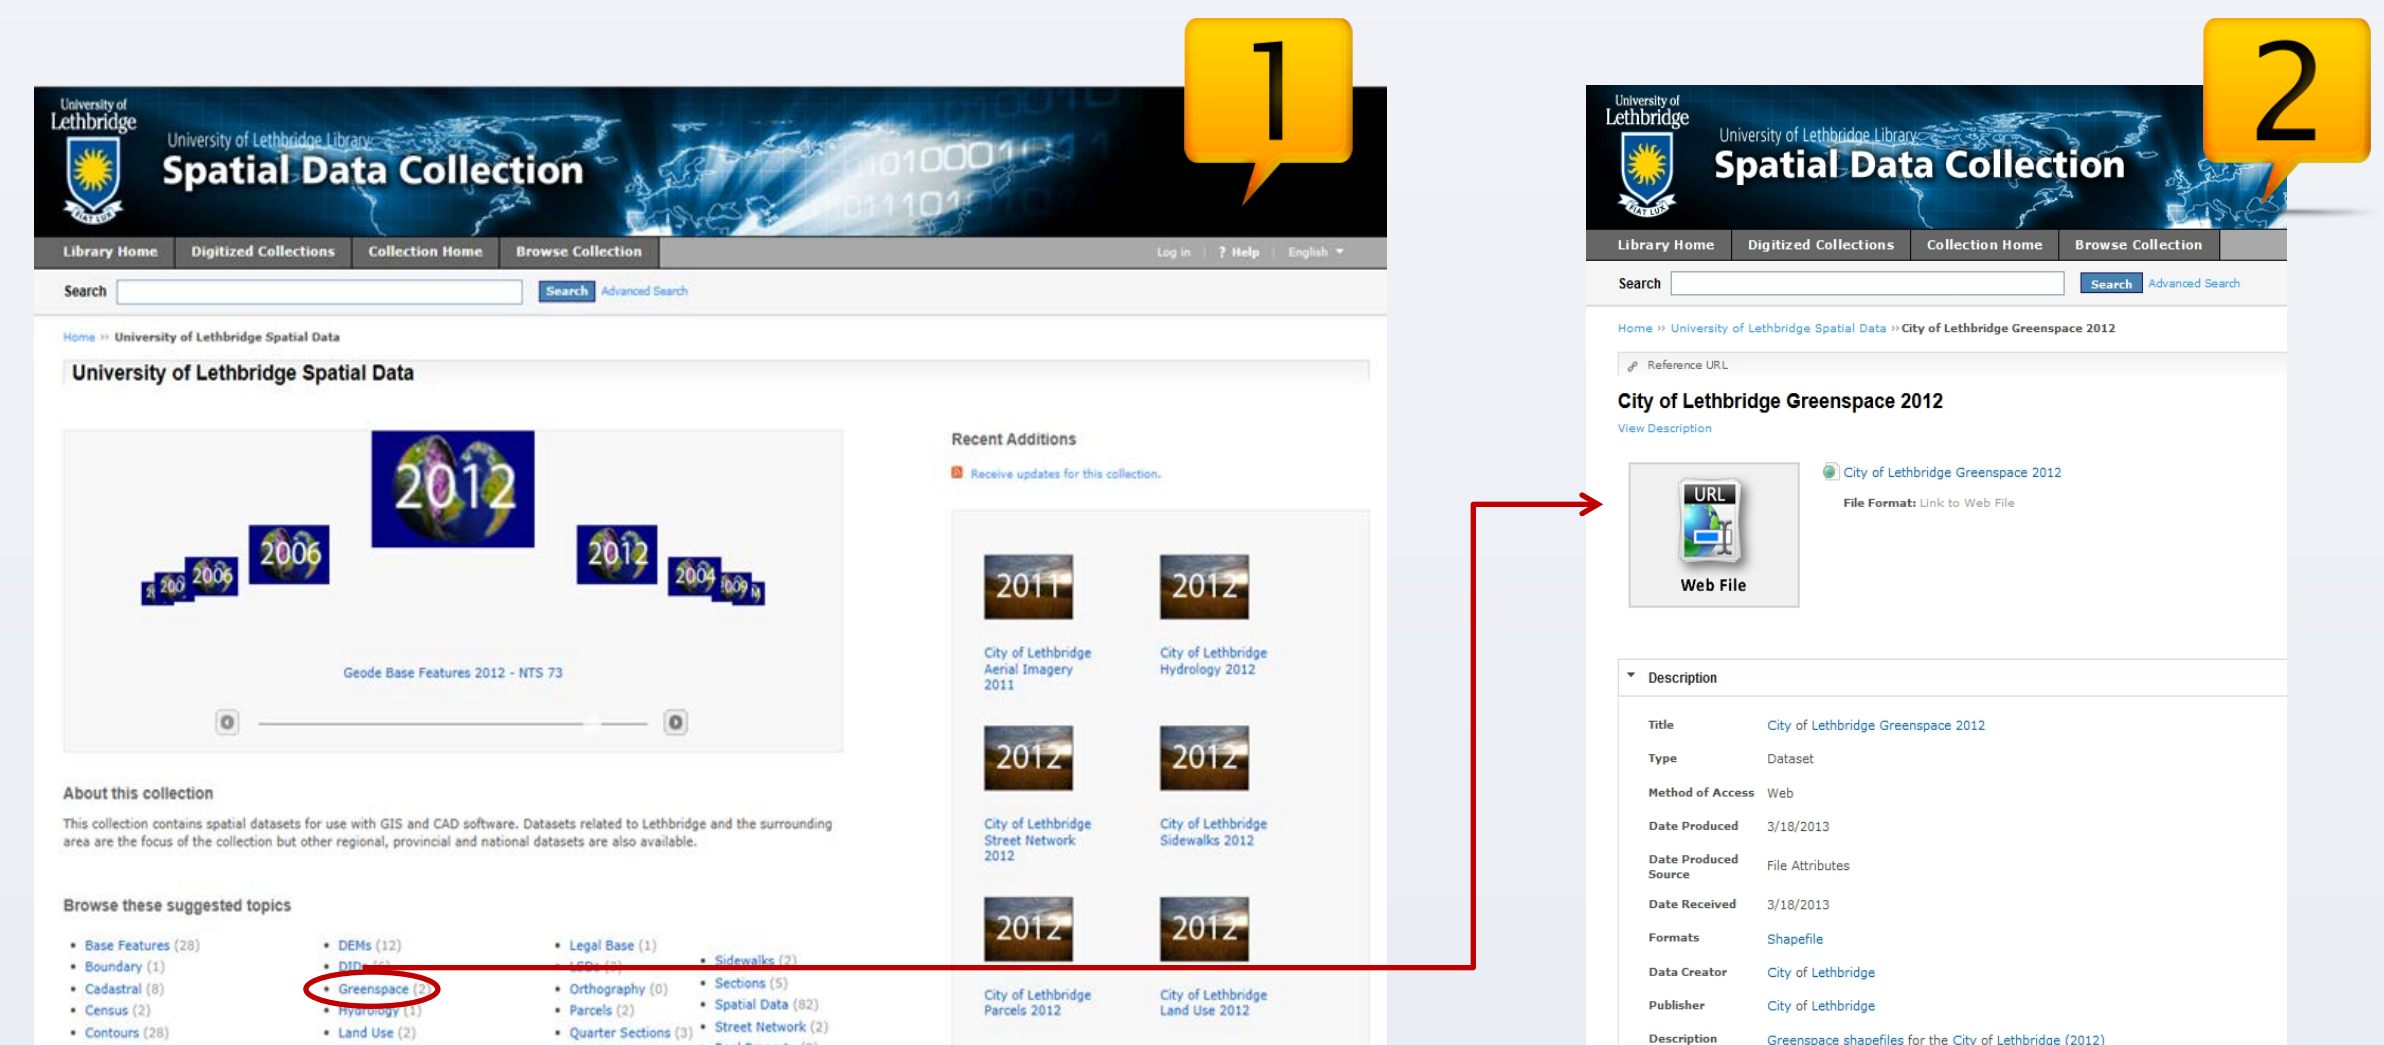 1
University of
Lethbridge
University of Lethbridge Library
Spatial Data Collection
FIAT LUX
Library Home
Digitized Collections
Collection Home
Browse Collection
Log in
? Help
English
Search
Search
Advanced Search
Home ›› University of Lethbridge Spatial Data
University of Lethbridge Spatial Data
2006
2006
2012
2012
2004
2009
Geode Base Features 2012 - NTS 73
About this collection
This collection contains spatial datasets for use with GIS and CAD software. Datasets related to Lethbridge and the surrounding
area are the focus of the collection but other regional, provincial and national datasets are also available.
Browse these suggested topics
• Base Features (28)
• Boundary (1)
• Cadastral (8)
• Census (2)
• Contours (28)
• DEMs (12)
• DIDs
• Greenspace (2)
• Hydrology (1)
• Land Use (2)
• Legal Base (1)
• Orthography (0)
• Parcels (2)
• Quarter Sections (3)
• Sidewalks (2)
• Sections (5)
• Spatial Data (82)
• Street Network (2)
Recent Additions
Receive updates for this collection.
2011
2012
City of Lethbridge
Aerial Imagery
2011
City of Lethbridge
Hydrology 2012
2012
2012
City of Lethbridge
Street Network
2012
City of Lethbridge
Sidewalks 2012
2012
2012
City of Lethbridge
Parcels 2012
City of Lethbridge
Land Use 2012
2
University of
Lethbridge
University of Lethbridge Library
Spatial Data Collection
FIAT LUX
Library Home
Digitized Collections
Collection Home
Browse Collection
Search
Search
Advanced Search
Home ›› University of Lethbridge Spatial Data ›› City of Lethbridge Greenspace 2012
Reference URL
City of Lethbridge Greenspace 2012
View Description
URL
Web File
City of Lethbridge Greenspace 2012
File Format: Link to Web File
Description
Title City of Lethbridge Greenspace 2012
Type Dataset
Method of Access Web
Date Produced 3/18/2013
Date Produced
Source File Attributes
Date Received 3/18/2013
Formats Shapefile
Data Creator City of Lethbridge
Publisher City of Lethbridge
Description Greenspace shapefiles for the City of Lethbridge (2012)